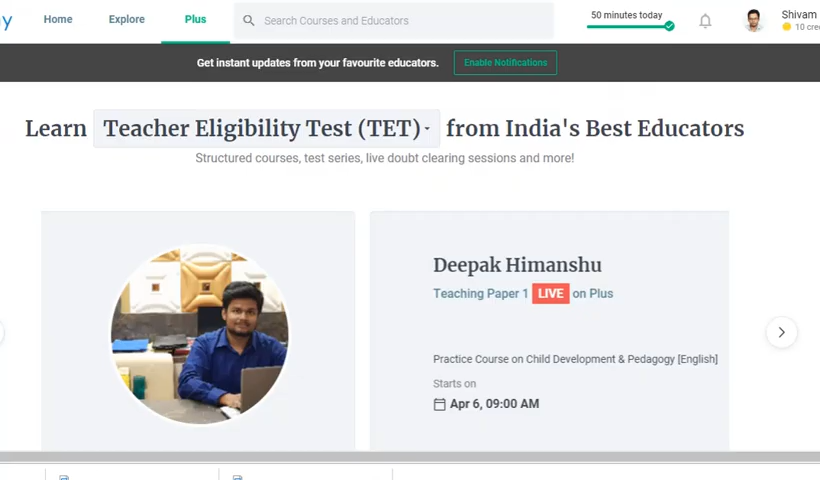 y Home Explore Plus Search Courses and Educators 50 minutes today Shivam
10 cre
Get instant updates from your favourite educators. Enable Notifications
Learn Teacher Eligibility Test (TET) from India's Best Educators
Structured courses, test series, live doubt clearing sessions and more!
Deepak Himanshu
Teaching Paper 1 LIVE on Plus
Practice Course on Child Development & Pedagogy [English]
Starts on
Apr 6, 09:00 AM